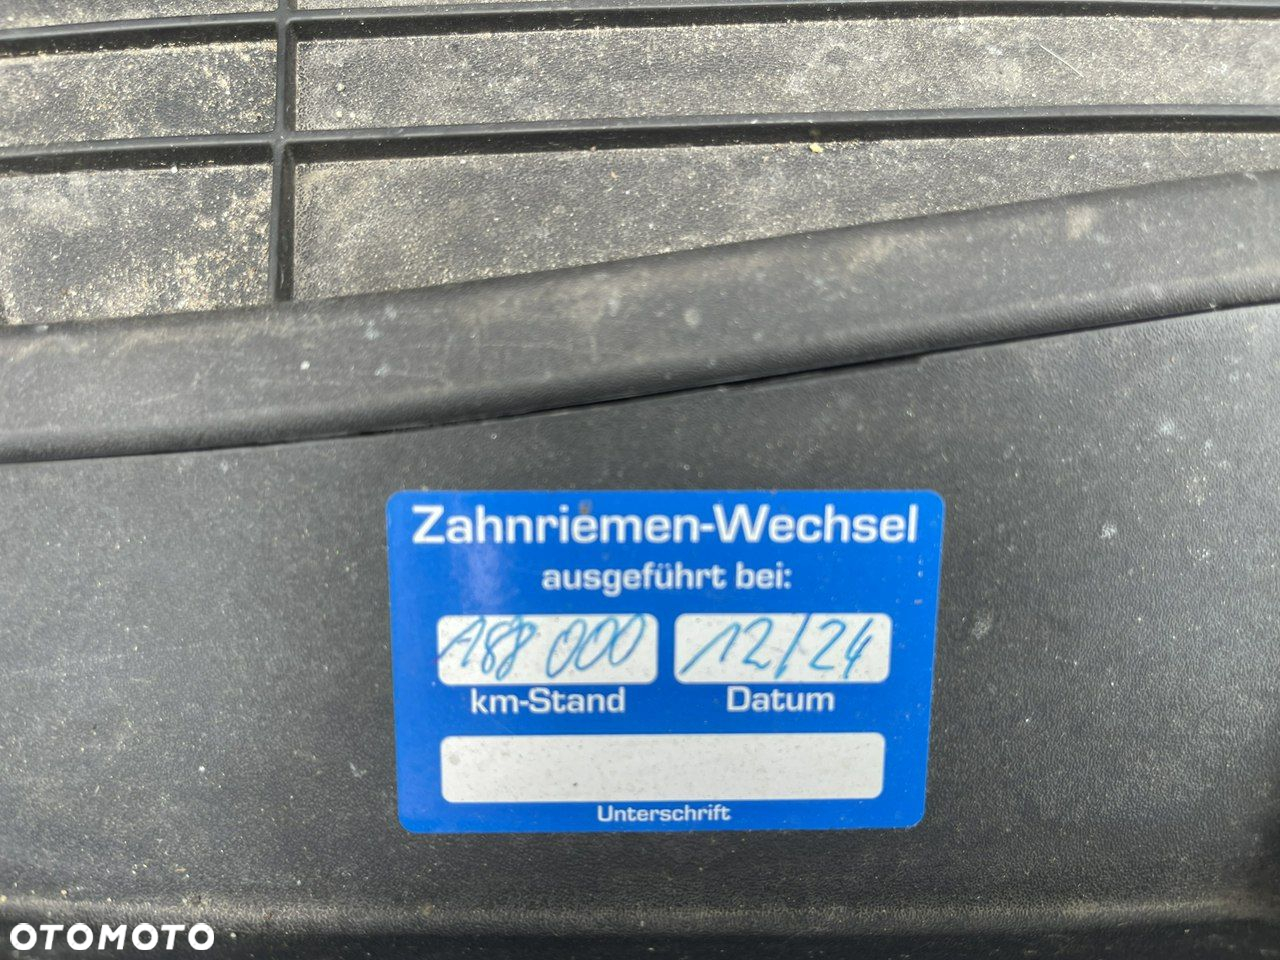 Zahnriemen-Wechsel
ausgeführt bei:
188 000 12/24
km-Stand Datum
Unterschrift
OTOMOTO